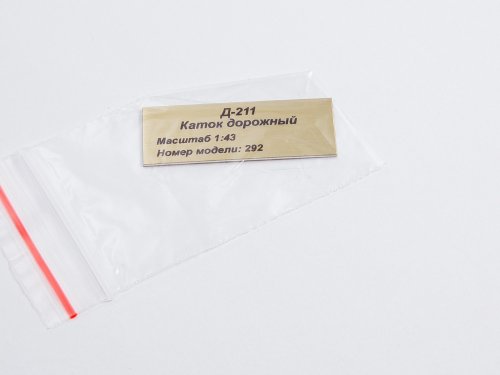 Д-211
Каток дорожный
Масштаб 1:43
Номер модели: 292